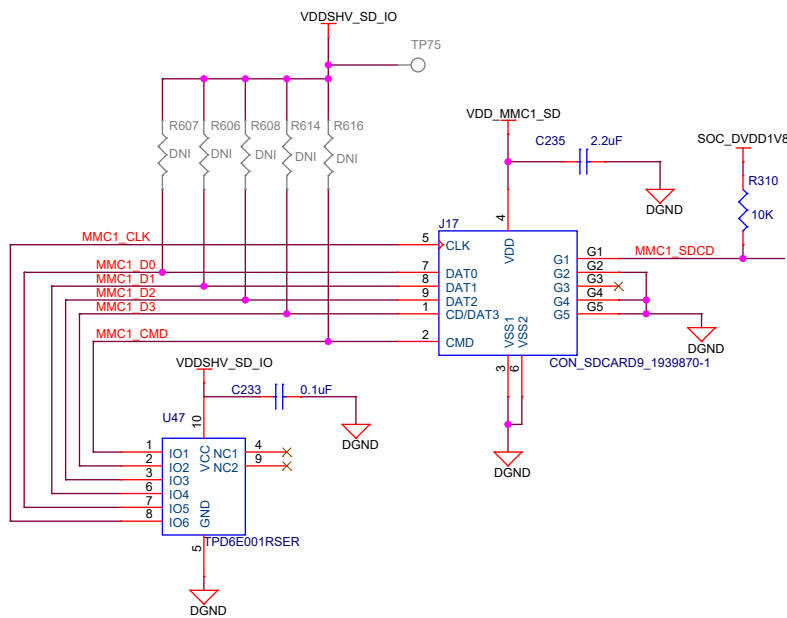 VDDSHV_SD_IO
TP75
R607 R606 R608 R614 R616
DNI DNI DNI DNI DNI
VDD_MMC1_SD
C235 2.2uF
DGND
SOC_DVDD1V8
R310
10K
J17
4
VDD
MMC1_CLK 5 CLK
MMC1_D0 7 DAT0
MMC1_D1 8 DAT1
MMC1_D2 9 DAT2
MMC1_D3 1 CD/DAT3
MMC1_CMD 2 CMD
G1 G1 MMC1_SDCD
G2 G2
G3 G3
G4 G4
G5 G5
DGND
VSS1
VSS2
3
6
CON_SDCARD9_1939870-1
DGND
VDDSHV_SD_IO
C233 0.1uF
DGND
U47
10
VCC
1 IO1
2 IO2
3 IO3
6 IO4
7 IO5
8 IO6
NC1 4
NC2 9
GND
5
TPD6E001RSER
DGND